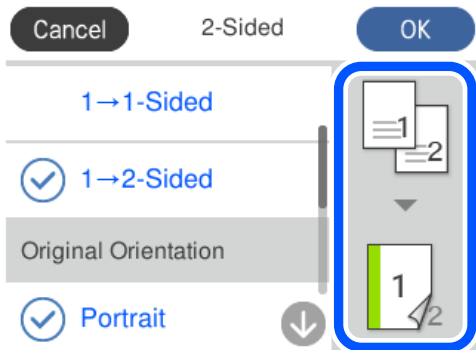 Cancel 2-Sided OK
1→1-Sided
1→2-Sided
Original Orientation
Portrait
1
2
1
2